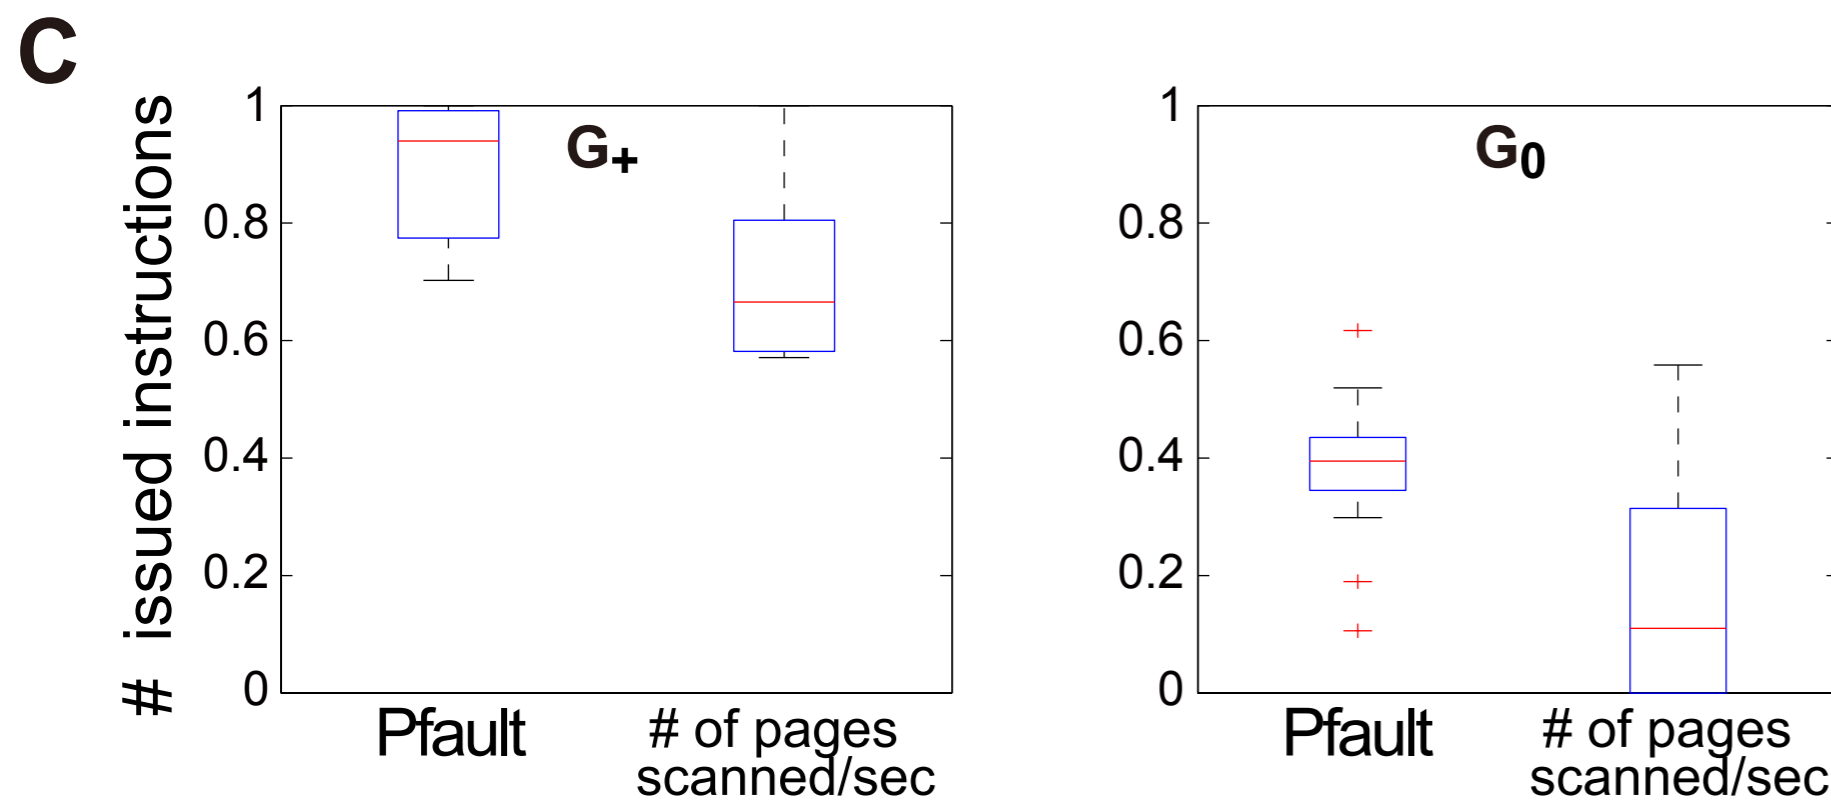 C
# issued instructions
1
0.8
0.6
0.4
0.2
0
G+
Pfault
# of pages
scanned/sec
1
0.8
0.6
0.4
0.2
0
G0
Pfault
# of pages
scanned/sec